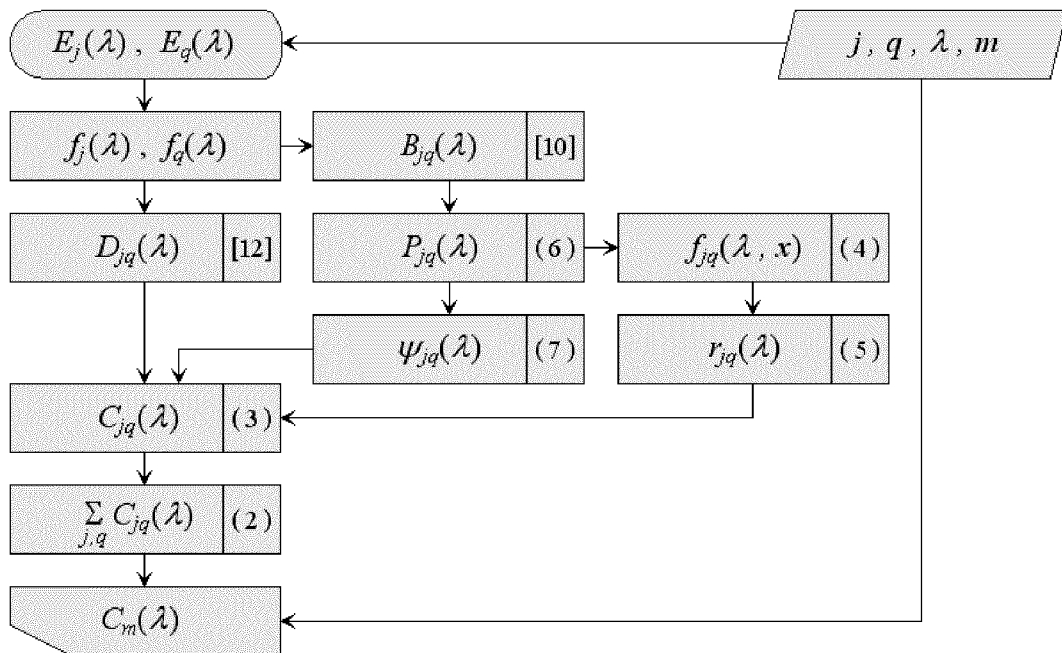 E_j(λ) , E_q(λ)
j , q , λ , m
f_j(λ) , f_q(λ)
B_jq(λ) [10]
D_jq(λ) [12]
P_jq(λ) (6)
f_jq(λ , x) (4)
ψ_jq(λ) (7)
r_jq(λ) (5)
C_jq(λ) (3)
Σ_j,q C_jq(λ) (2)
C_m(λ)